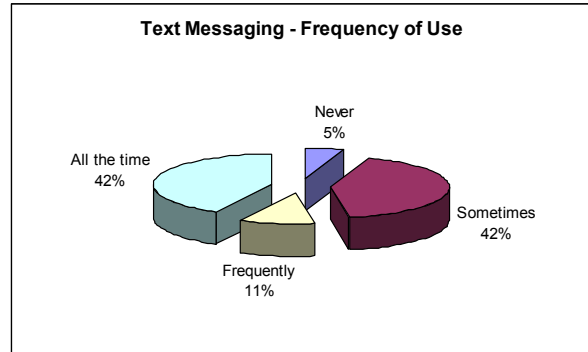 Text Messaging - Frequency of Use
Never
5%
All the time
42%
Sometimes
42%
Frequently
11%